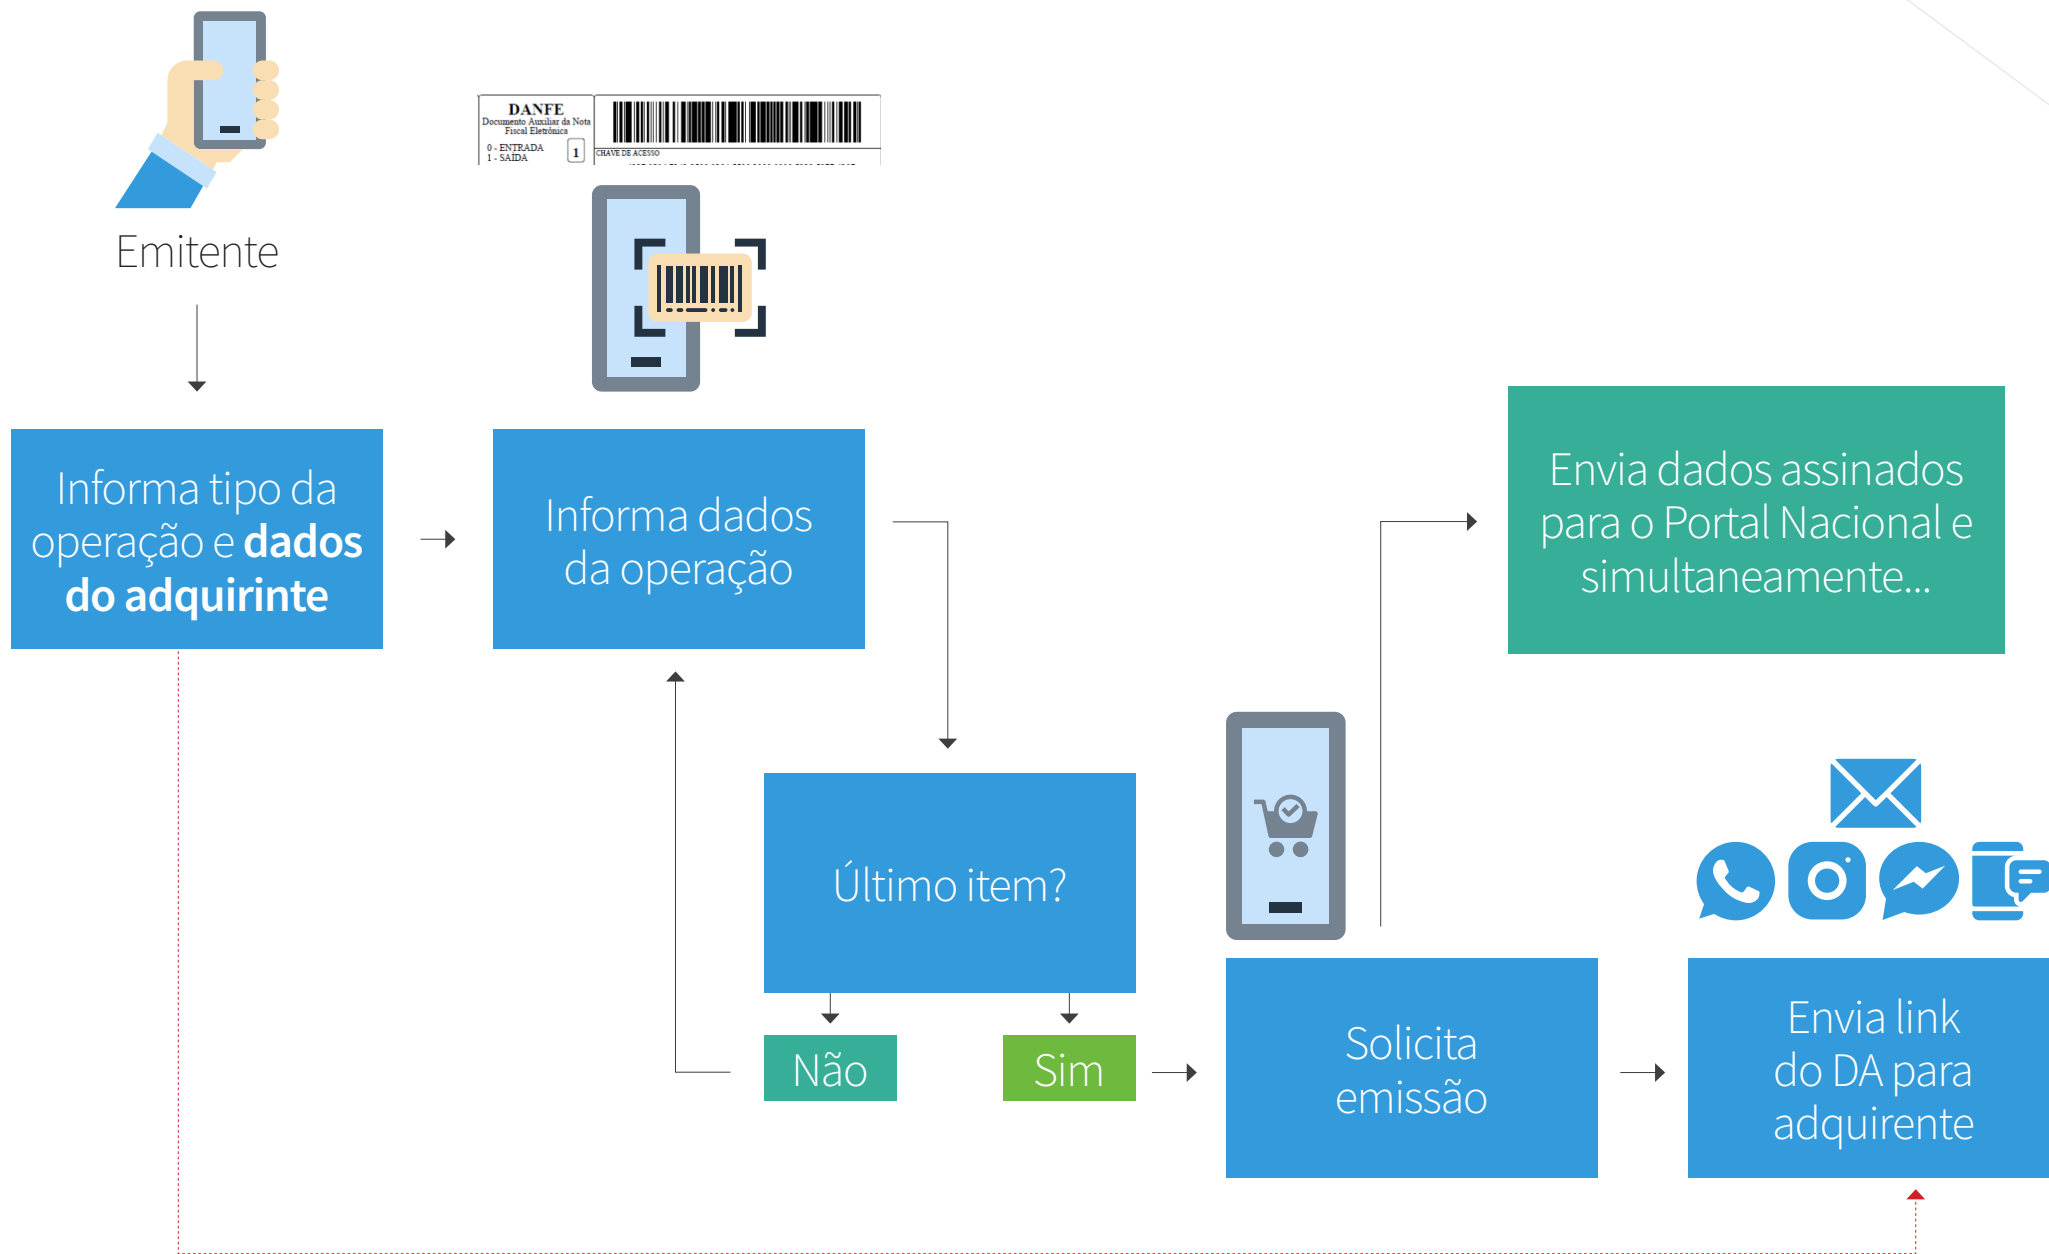 DANFE
Documento Auxiliar da Nota
Fiscal Eletrônica
0 - ENTRADA
1 - SAÍDA
1
CHAVE DE ACESSO
Emitente
Informa tipo da
operação e dados
do adquirinte
Informa dados
da operação
Envia dados assinados
para o Portal Nacional e
simultaneamente...
Último item?
Não
Sim
Solicita
emissão
Envia link
do DA para
adquirente